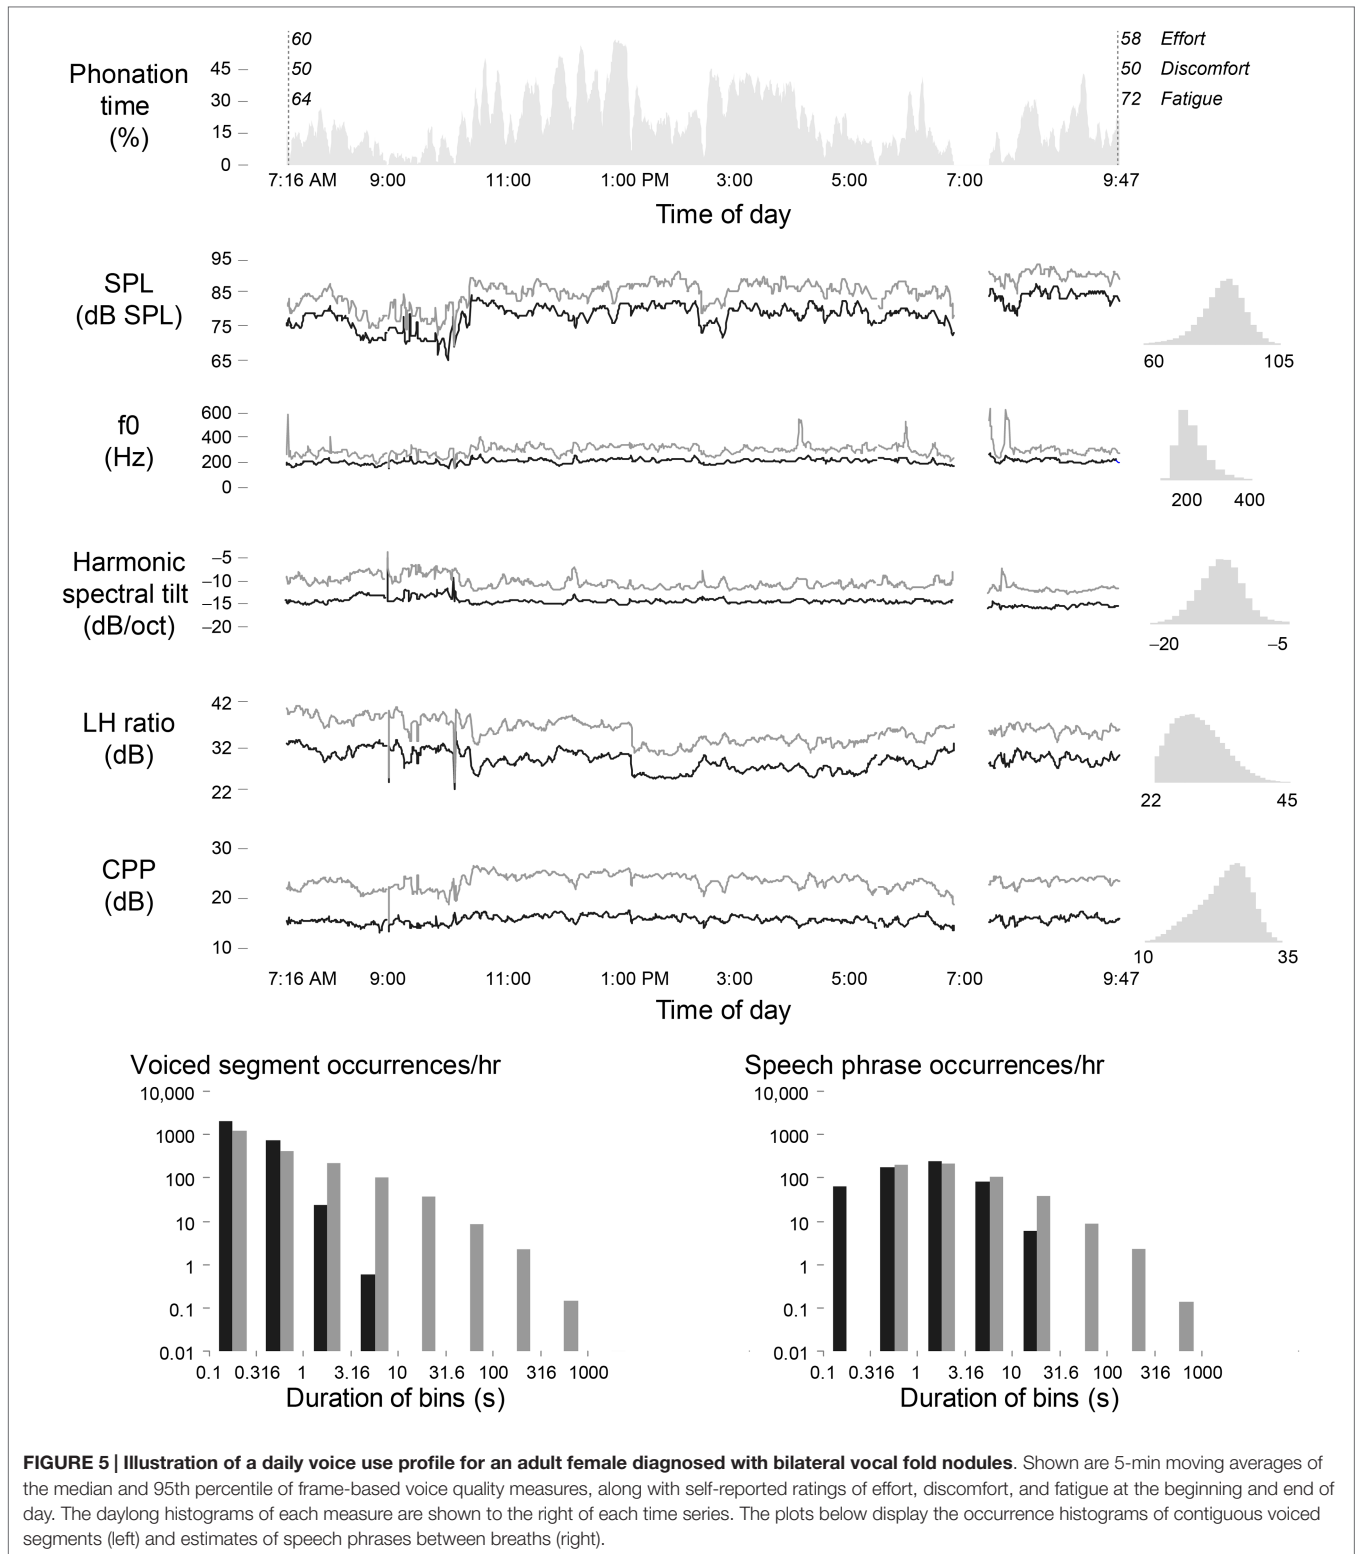 60
50
64
58 Effort
50 Discomfort
72 Fatigue
Phonation
time
(%)
45
30
15
0
7:16 AM 9:00 11:00 1:00 PM 3:00 5:00 7:00 9:47
Time of day
SPL
(dB SPL)
95
85
75
65
60 105
f0
(Hz)
600
400
200
0
200 400
Harmonic
spectral tilt
(dB/oct)
–5
–10
–15
–20
–20 –5
LH ratio
(dB)
42
32
22
22 45
CPP
(dB)
30
20
10
10 35
7:16 AM 9:00 11:00 1:00 PM 3:00 5:00 7:00 9:47
Time of day
Voiced segment occurrences/hr
10,000
1000
100
10
1
0.1
0.01
0.1 0.316 1 3.16 10 31.6 100 316 1000
Duration of bins (s)
Speech phrase occurrences/hr
10,000
1000
100
10
1
0.1
0.01
0.1 0.316 1 3.16 10 31.6 100 316 1000
Duration of bins (s)
FIGURE 5 | Illustration of a daily voice use profile for an adult female diagnosed with bilateral vocal fold nodules. Shown are 5-min moving averages of
the median and 95th percentile of frame-based voice quality measures, along with self-reported ratings of effort, discomfort, and fatigue at the beginning and end of
day. The daylong histograms of each measure are shown to the right of each time series. The plots below display the occurrence histograms of contiguous voiced
segments (left) and estimates of speech phrases between breaths (right).